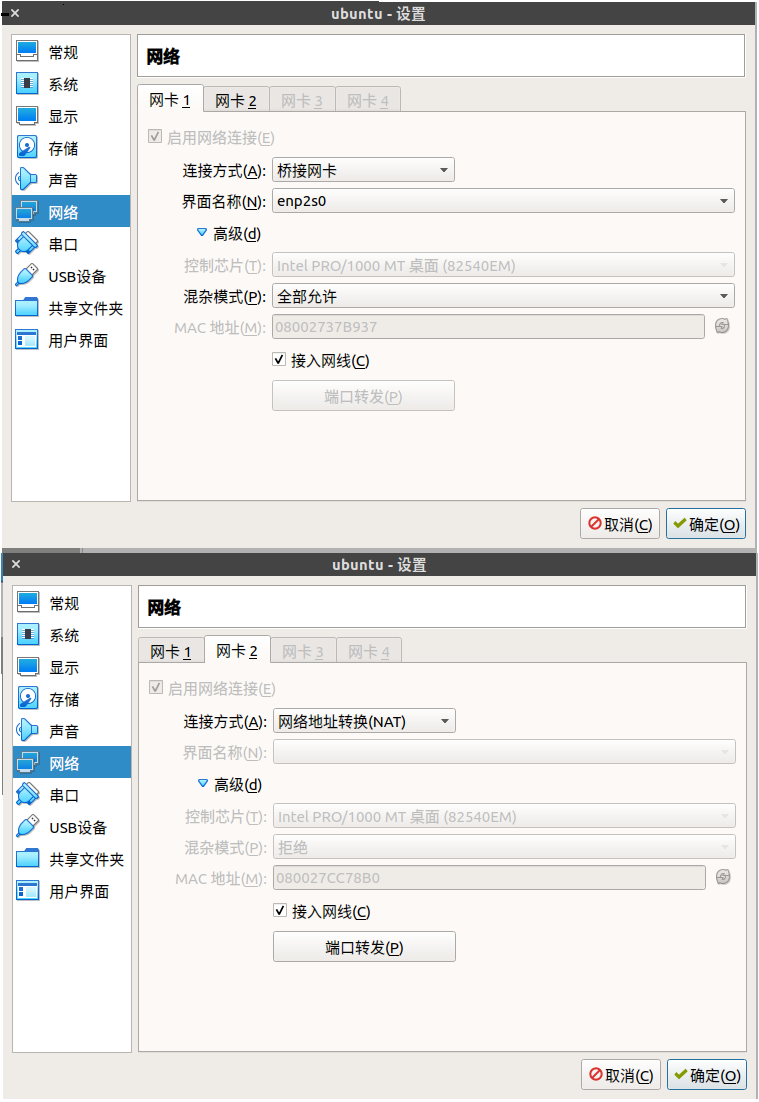 ubuntu - 设置
常规
系统
显示
存储
声音
网络
串口
USB设备
共享文件夹
用户界面
网络
网卡 1 网卡 2 网卡 3 网卡 4
启用网络连接(E)
连接方式(A): 桥接网卡
界面名称(N): enp2s0
高级(d)
控制芯片(T): Intel PRO/1000 MT 桌面 (82540EM)
混杂模式(P): 全部允许
MAC 地址(M): 08002737B937
接入网线(C)
端口转发(P)
取消(C) 确定(O)
ubuntu - 设置
常规
系统
显示
存储
声音
网络
串口
USB设备
共享文件夹
用户界面
网络
网卡 1 网卡 2 网卡 3 网卡 4
启用网络连接(E)
连接方式(A): 网络地址转换(NAT)
界面名称(N):
高级(d)
控制芯片(T): Intel PRO/1000 MT 桌面 (82540EM)
混杂模式(P): 拒绝
MAC 地址(M): 080027CC78B0
接入网线(C)
端口转发(P)
取消(C) 确定(O)